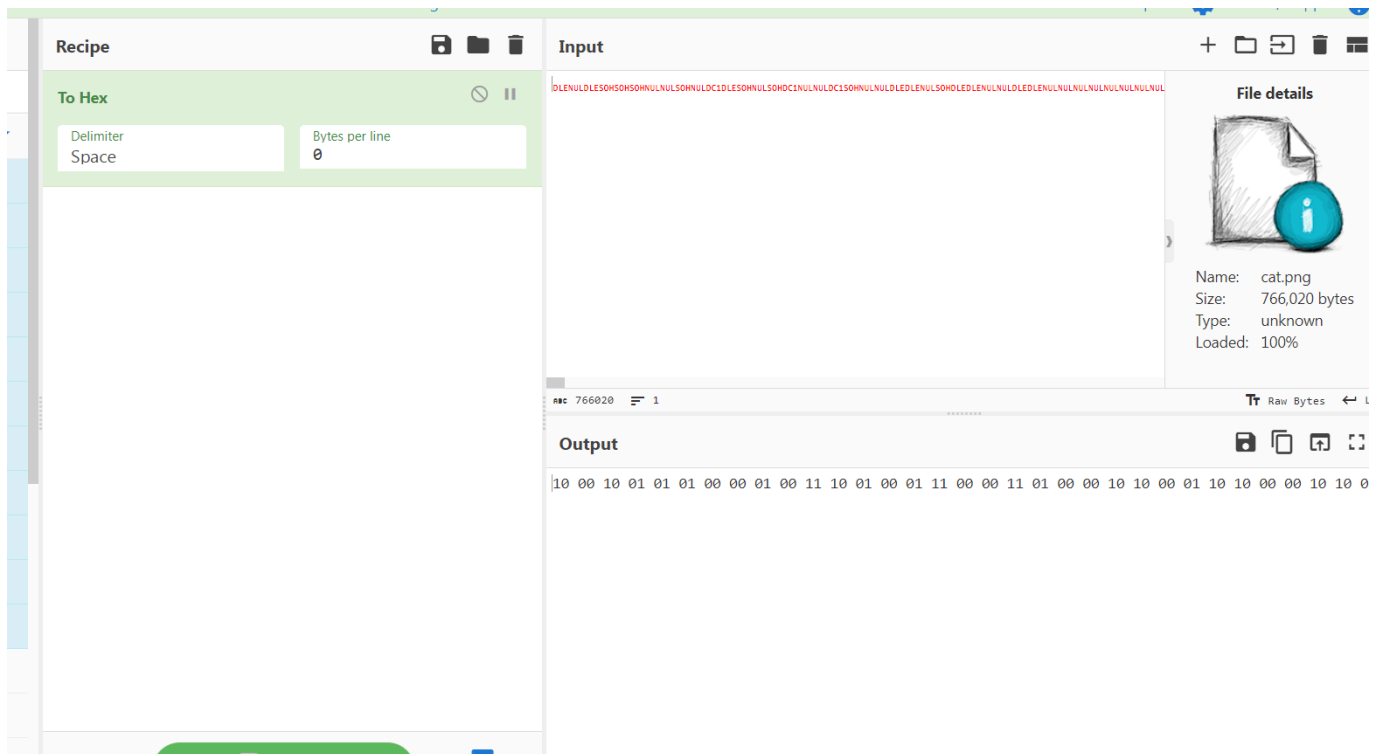 Recipe
To Hex
Delimiter
Space
Bytes per line
0
Input
DLENULDLESOHSOHSOHNULNULSOHNULDC1DLESOHNULSOHDC1NULNULDC1SOHNULNULDLEDLENULSOHDLEDLENULNULDLEDLENULNULNULNULNULNULNULNUL
File details
Name: cat.png
Size: 766,020 bytes
Type: unknown
Loaded: 100%
ABC 766020 1
Tr Raw Bytes
Output
10 00 10 01 01 01 00 00 01 00 11 10 01 00 01 11 00 00 11 01 00 00 10 10 00 01 10 10 00 00 10 10 0